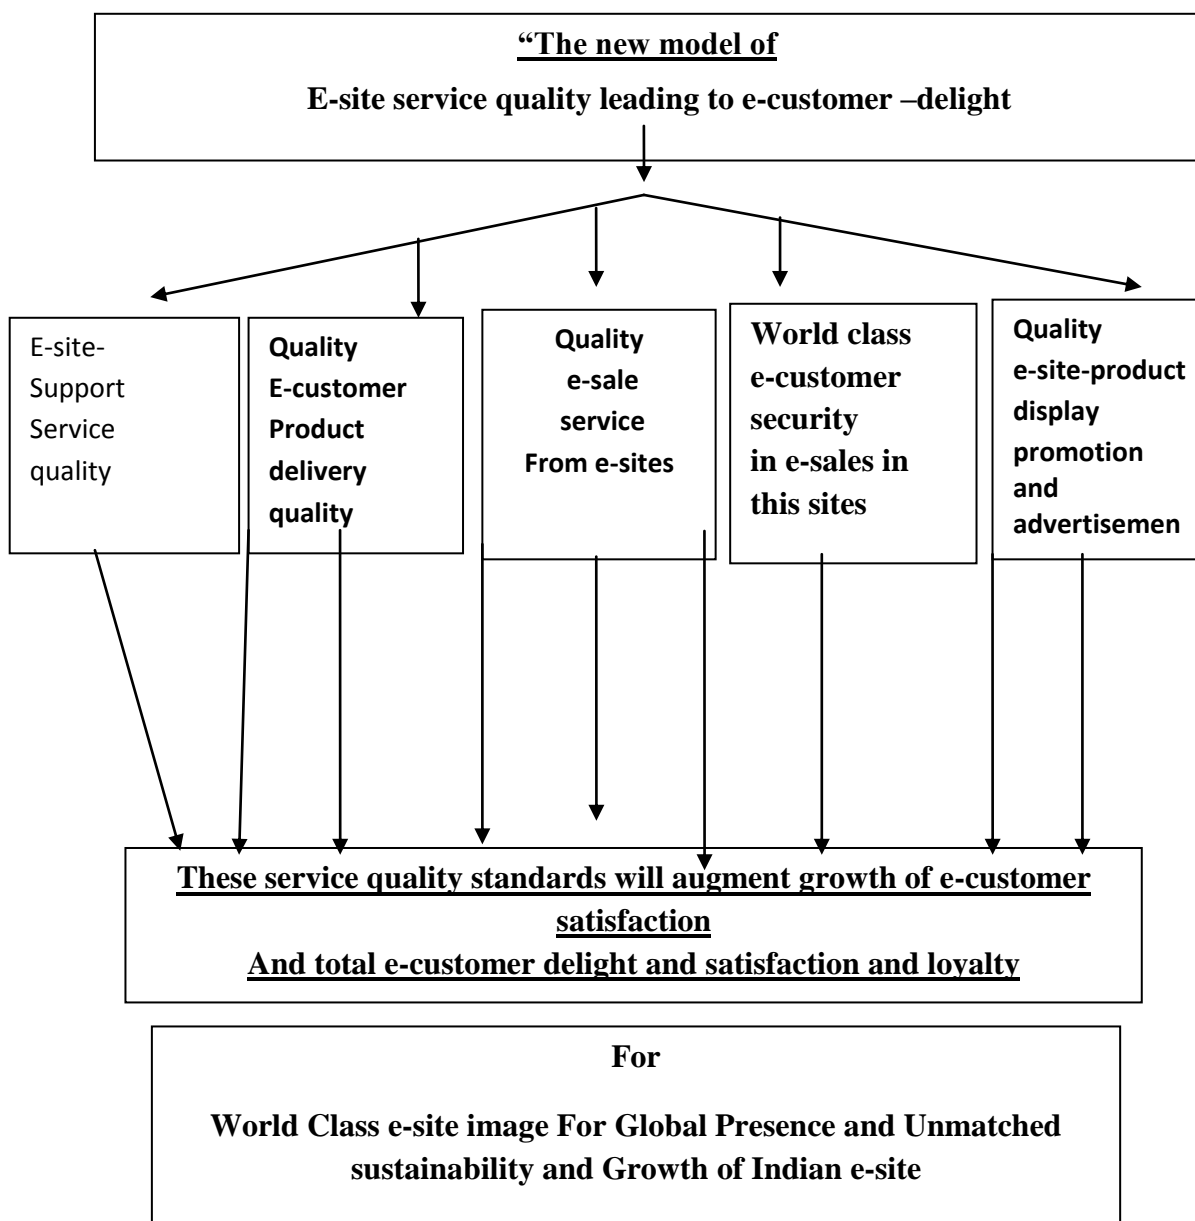 “The new model of
E-site service quality leading to e-customer –delight
E-site-
Support
Service
quality
Quality
E-customer
Product
delivery
quality
Quality
e-sale
service
From e-sites
World class
e-customer
security
in e-sales in
this sites
Quality
e-site-product
display
promotion
and
advertisemen
These service quality standards will augment growth of e-customer
satisfaction
And total e-customer delight and satisfaction and loyalty
For
World Class e-site image For Global Presence and Unmatched
sustainability and Growth of Indian e-site